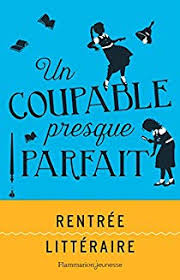 Un
COUPABLE
presque
PARFAIT
RENTRÉE
LITTÉRAIRE
Flammarion jeunesse